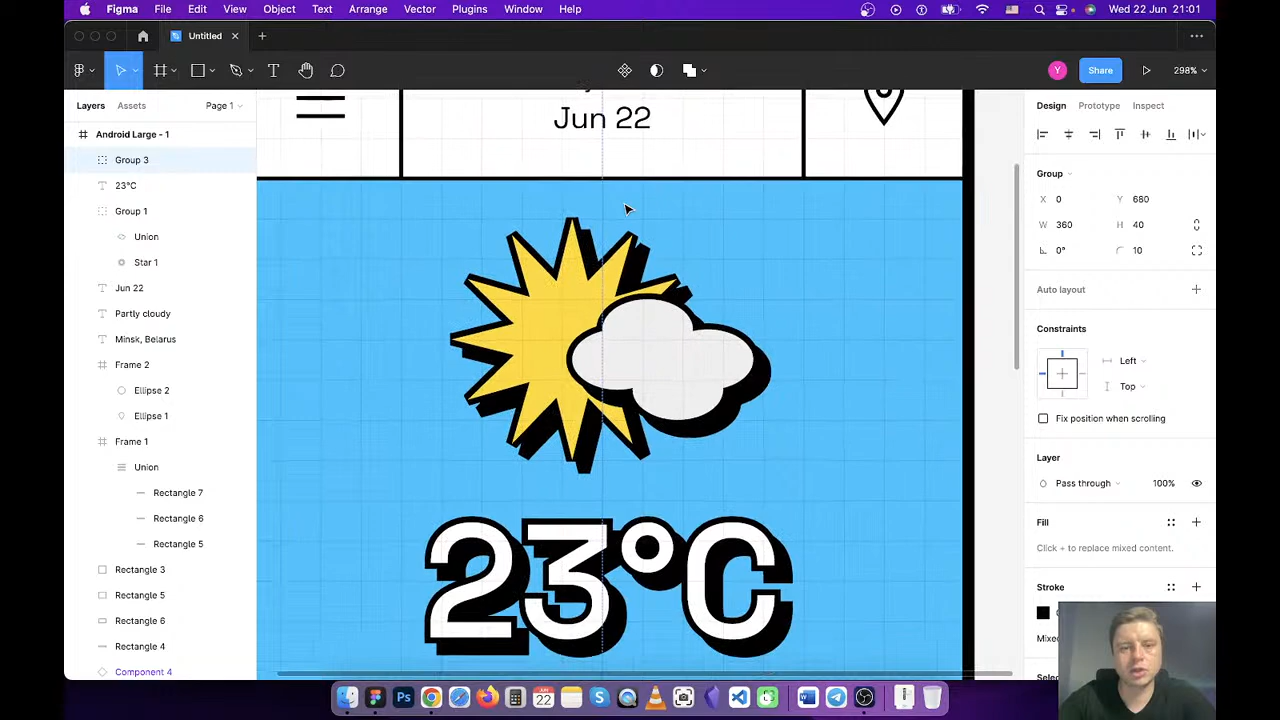 Figma File Edit View Object Text Arrange Vector Plugins Window Help Wed 22 Jun 21:01
Untitled
Y Share 298%
Layers Assets Page 1
Design Prototype Inspect
Android Large - 1
Group 3
23°C
Group 1
Union
Star 1
Jun 22
Partly cloudy
Minsk, Belarus
Frame 2
Ellipse 2
Ellipse 1
Frame 1
Union
Rectangle 7
Rectangle 6
Rectangle 5
Rectangle 3
Rectangle 5
Rectangle 6
Rectangle 4
Component 4
Jun 22
23°C
Group
X 0 Y 680
W 360 H 40
0° 10
Auto layout
Constraints
Left
Top
Fix position when scrolling
Layer
Pass through 100%
Fill
Click + to replace mixed content.
Stroke
JUN
22